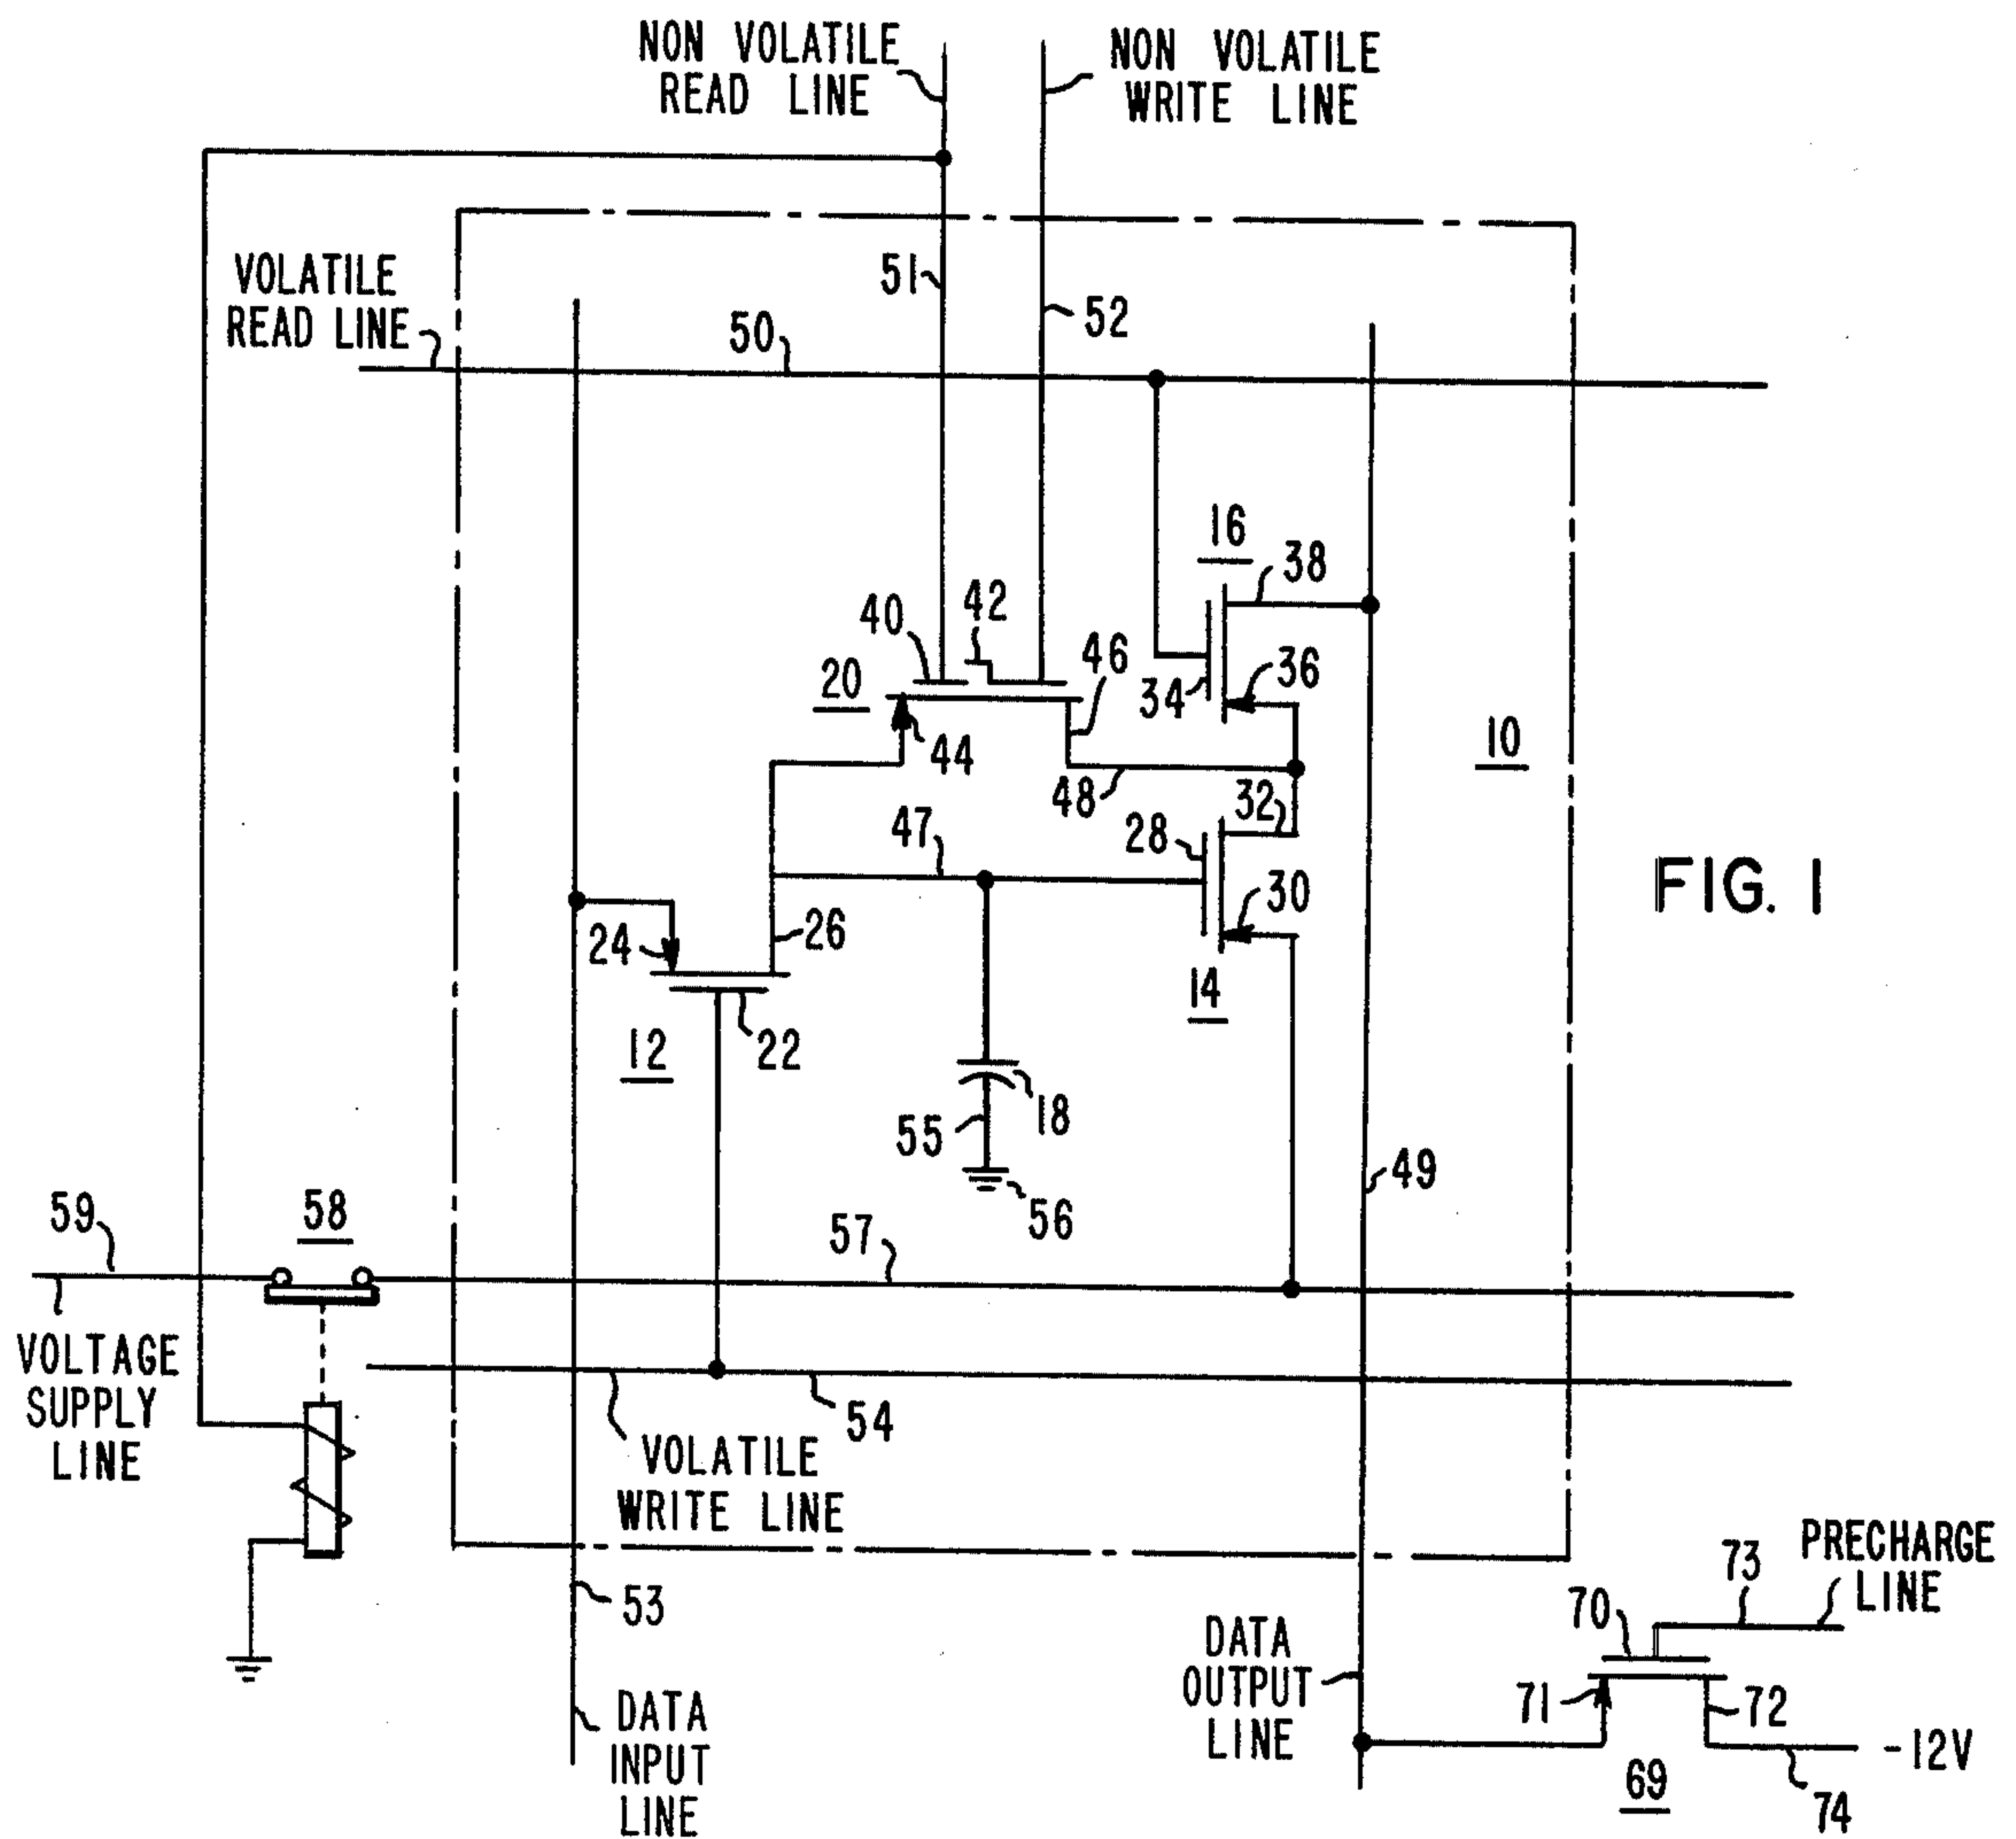 NON VOLATILE
READ LINE
NON VOLATILE
WRITE LINE
VOLATILE
READ LINE
51
52
50
16
38
42
40
46
20
36
34
44
10
48
32
47
28
FIG. 1
30
26
24
14
12
22
18
55
49
56
59
58
57
VOLTAGE
SUPPLY
LINE
54
VOLATILE
WRITE LINE
53
PRECHARGE
LINE
73
70
DATA
OUTPUT
LINE
71
72
DATA
INPUT
LINE
-12V
69
74